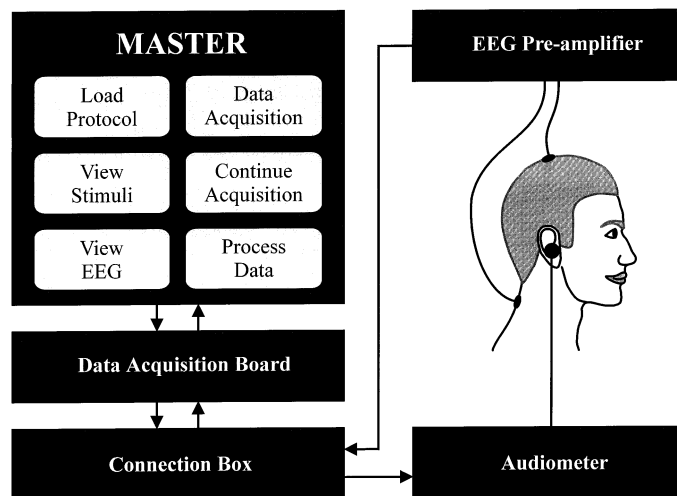 MASTER
Load
Protocol
Data
Acquisition
View
Stimuli
Continue
Acquisition
View
EEG
Process
Data
Data Acquisition Board
Connection Box
EEG Pre-amplifier
Audiometer